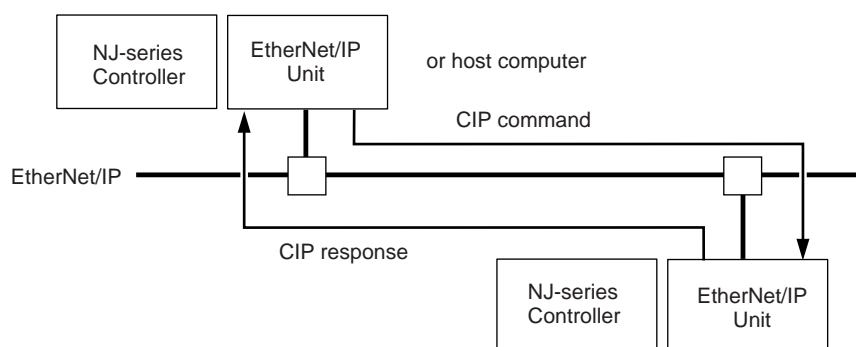 NJ-series
Controller
EtherNet/IP
Unit
or host computer
CIP command
EtherNet/IP
CIP response
NJ-series
Controller
EtherNet/IP
Unit